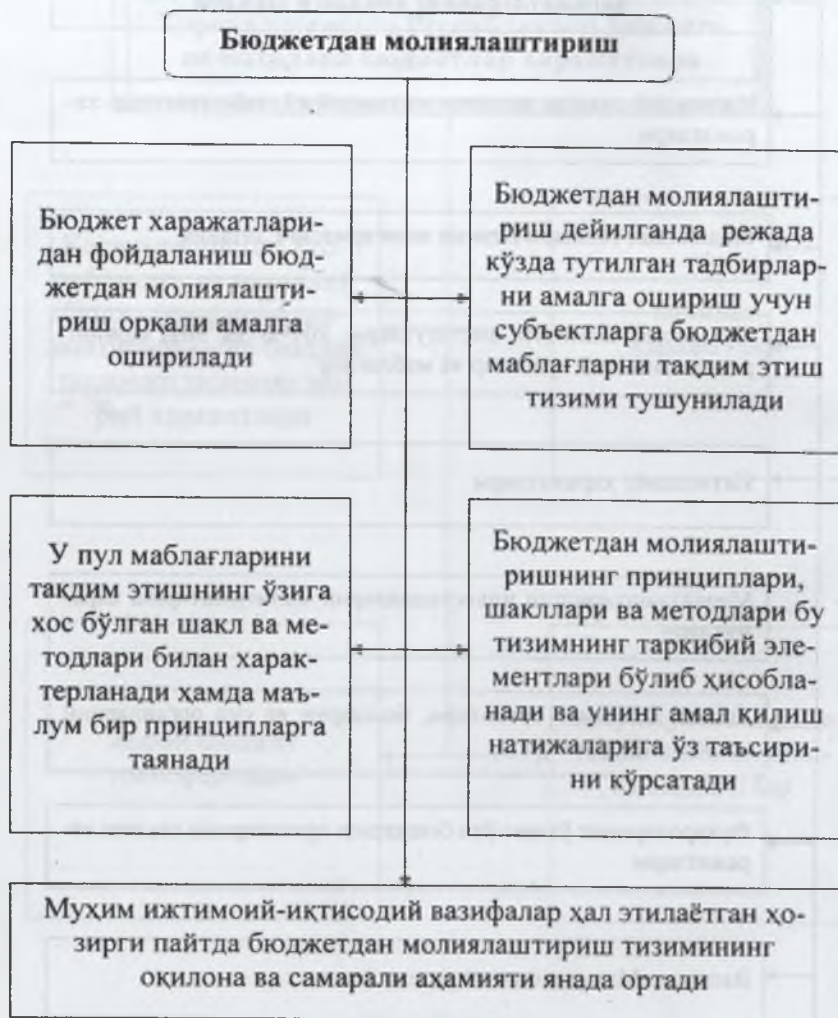 Бюджетдан молиялаштириш
Бюджет харажатлари-
дан фойдаланиш бюд-
жетдан молиялашти-
риш орқали амалга
оширилади
Бюджетдан молиялашти-
риш дейилганда режада
кўзда тутилган тадбирлар-
ни амалга ошириш учун
субъектларга бюджетдан
маблағларни тақдим этиш
тизими тушунилади
У пул маблағларини
тақдим этишнинг ўзига
хос бўлган шакл ва ме-
тодлари билан харак-
терланади ҳамда маъ-
лум бир принципларга
таянади
Бюджетдан молиялашти-
ришнинг принциплари,
шакллари ва методлари бу
тизимнинг таркибий эле-
ментлари бўлиб ҳисобла-
нади ва унинг амал қилиш
натижаларига ўз таъсири-
ни кўрсатади
Муҳим ижтимоий-иқтисодий вазифалар ҳал этилаётган ҳо-
зирги пайтда бюджетдан молиялаштириш тизимининг
оқилона ва самарали аҳамияти янада ортади